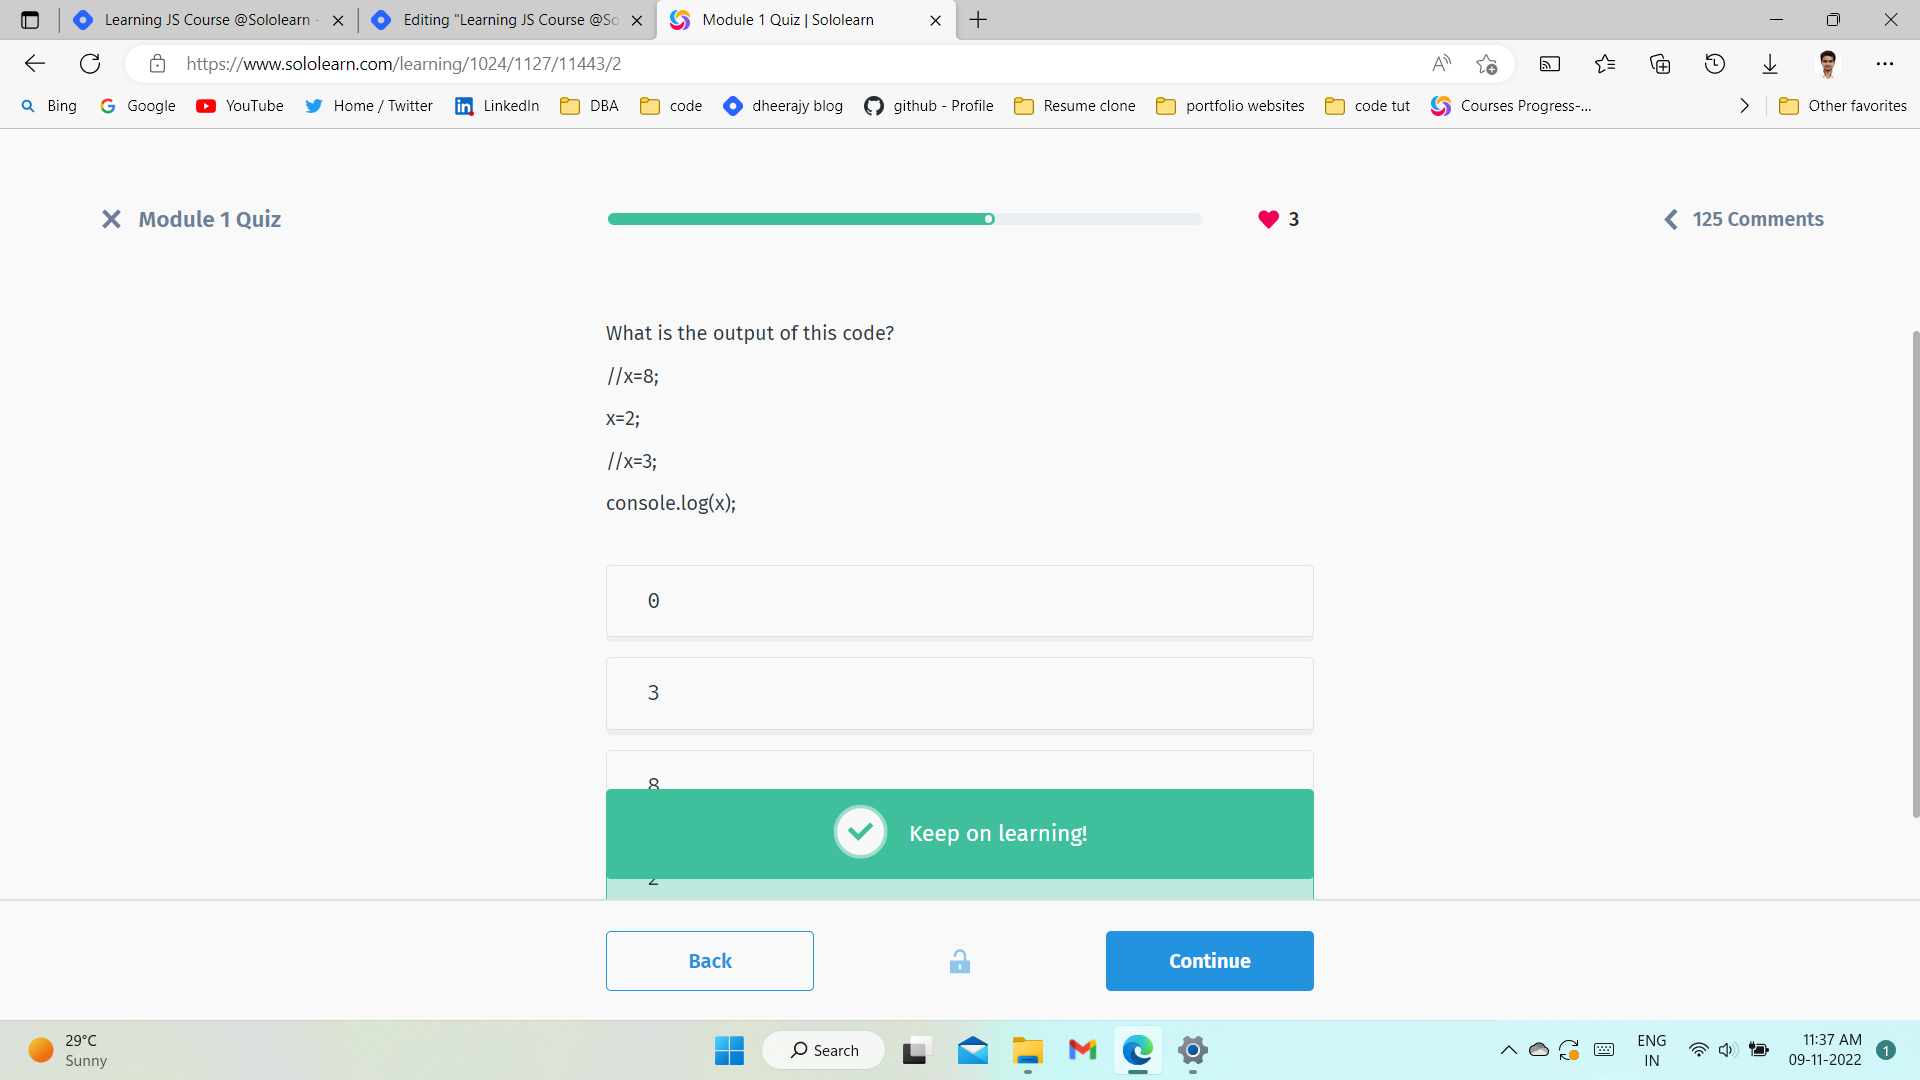 Learning JS Course @Sololearn -
Editing "Learning JS Course @So
Module 1 Quiz | Sololearn
https://www.sololearn.com/learning/1024/1127/11443/2
Bing
Google
YouTube
Home / Twitter
LinkedIn
DBA
code
dheerajy blog
github - Profile
Resume clone
portfolio websites
code tut
Courses Progress-...
Other favorites
Module 1 Quiz
3
125 Comments
What is the output of this code?
//x=8;
x=2;
//x=3;
console.log(x);
0
3
8
Keep on learning!
2
Back
Continue
29°C
Sunny
Search
ENG
IN
11:37 AM
09-11-2022
1